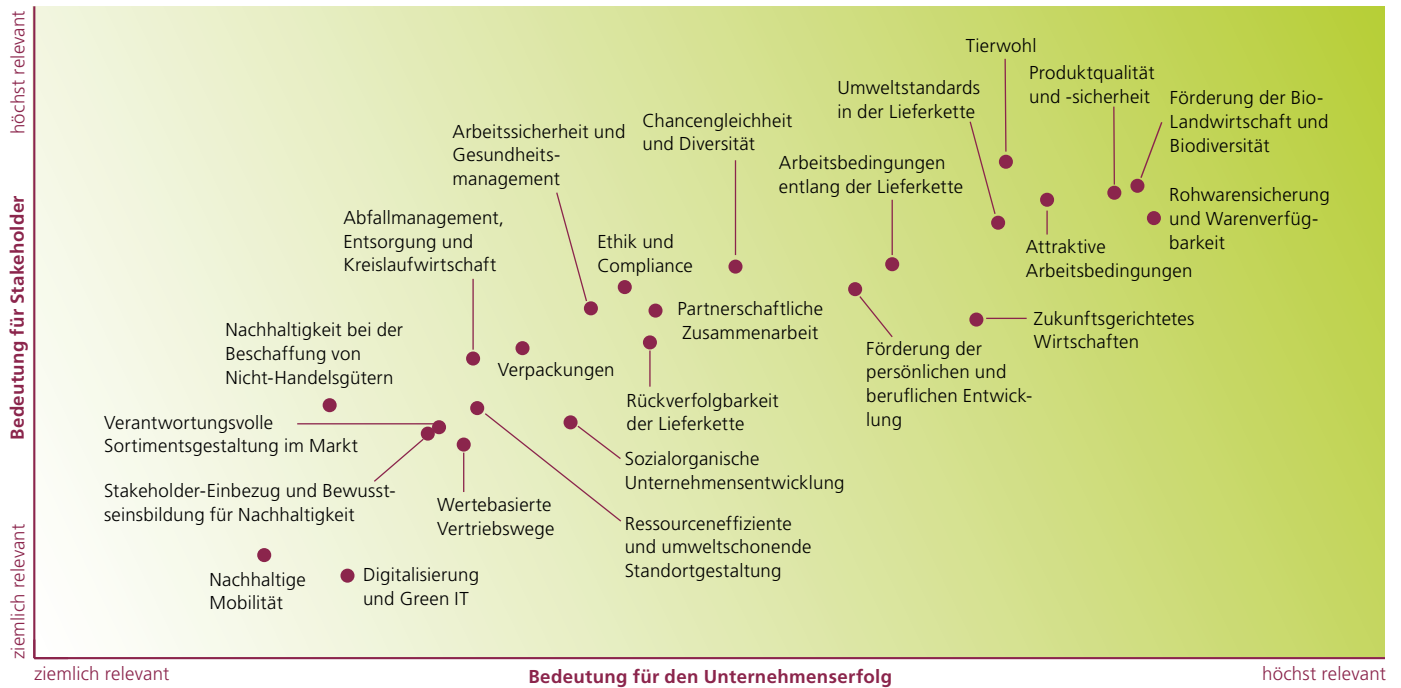 höchst relevant
Bedeutung für Stakeholder
ziemlich relevant
Tierwohl
Produktqualität
und -sicherheit
Umweltstandards
in der Lieferkette
Förderung der Bio-
Landwirtschaft und
Biodiversität
Chancengleichheit
und Diversität
Arbeitssicherheit und
Gesundheits-
management
Arbeitsbedingungen
entlang der Lieferkette
Rohwarensicherung
und Warenverfüg-
barkeit
Abfallmanagement,
Entsorgung und
Kreislaufwirtschaft
Ethik und
Compliance
Attraktive
Arbeitsbedingungen
Partnerschaftliche
Zusammenarbeit
Zukunftsgerichtetes
Wirtschaften
Nachhaltigkeit bei der
Beschaffung von
Nicht-Handelsgütern
Verpackungen
Förderung der
persönlichen und
beruflichen Entwick-
lung
Rückverfolgbarkeit
der Lieferkette
Verantwortungsvolle
Sortimentsgestaltung im Markt
Sozialorganische
Unternehmensentwicklung
Stakeholder-Einbezug und Bewusst-
seinsbildung für Nachhaltigkeit
Wertebasierte
Vertriebswege
Ressourceneffiziente
und umweltschonende
Standortgestaltung
Nachhaltige
Mobilität
Digitalisierung
und Green IT
ziemlich relevant
Bedeutung für den Unternehmenserfolg
höchst relevant